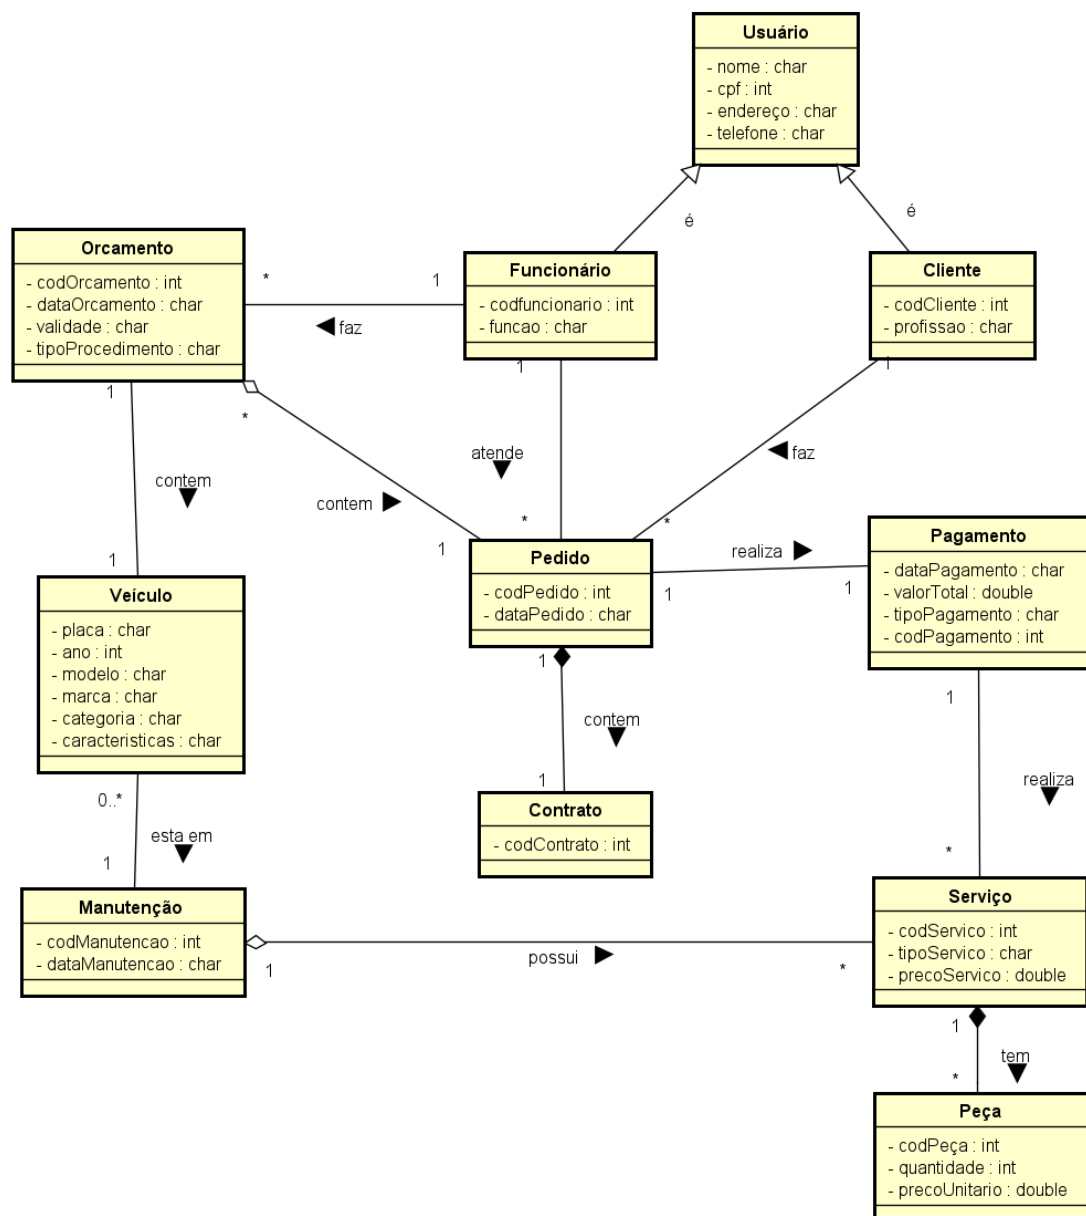 Usuário
- nome : char
- cpf : int
- endereço : char
- telefone : char
é
é
Orcamento
- codOrcamento : int
- dataOrcamento : char
- validade : char
- tipoProcedimento : char
*
1
faz
Funcionário
- codfuncionario : int
- funcao : char
Cliente
- codCliente : int
- profissao : char
1
1
1
*
atende
faz
contem
contem
*
*
1
1
Pedido
- codPedido : int
- dataPedido : char
realiza
1
1
Pagamento
- dataPagamento : char
- valorTotal : double
- tipoPagamento : char
- codPagamento : int
Veículo
- placa : char
- ano : int
- modelo : char
- marca : char
- categoria : char
- caracteristicas : char
1
contem
1
1
realiza
*
Contrato
- codContrato : int
0..*
esta em
1
Manutenção
- codManutencao : int
- dataManutencao : char
1
possui
*
Serviço
- codServico : int
- tipoServico : char
- precoServico : double
1
tem
*
Peça
- codPeça : int
- quantidade : int
- precoUnitario : double